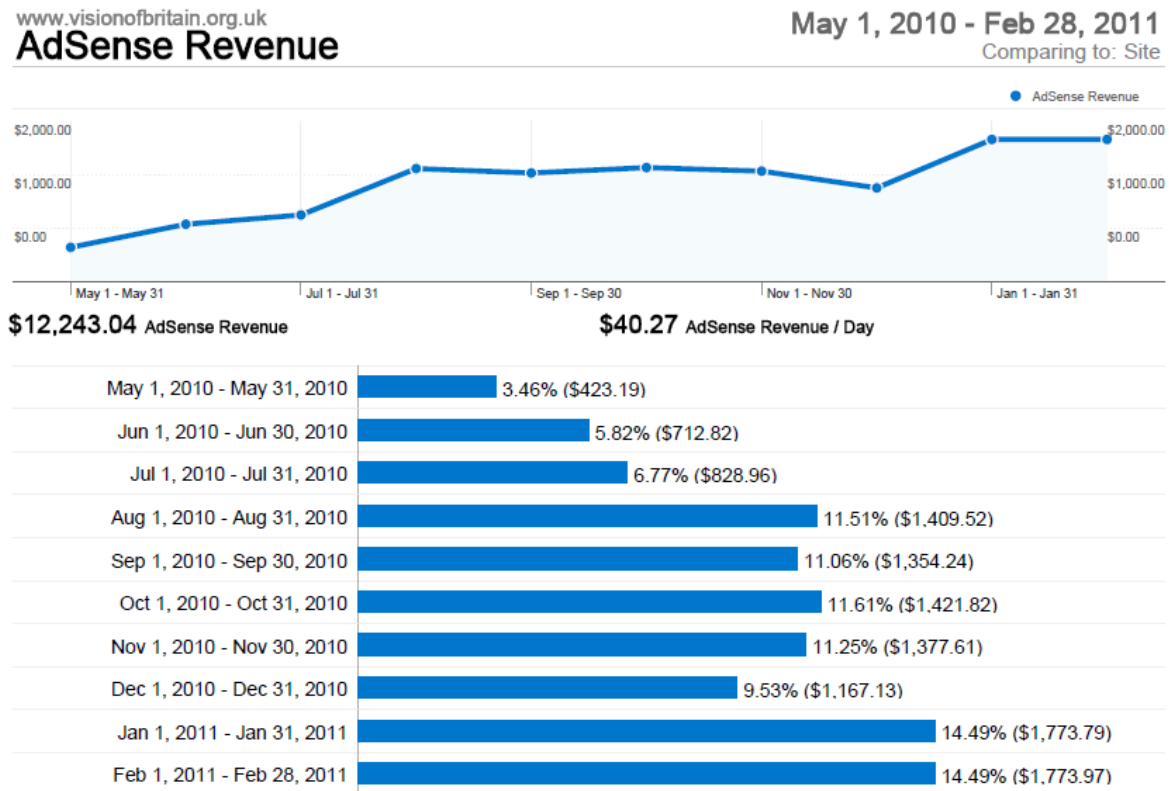 www.visionofbritain.org.uk
AdSense Revenue
May 1, 2010 - Feb 28, 2011
Comparing to: Site
AdSense Revenue
$2,000.00 $2,000.00
$1,000.00 $1,000.00
$0.00 $0.00
May 1 - May 31 Jul 1 - Jul 31 Sep 1 - Sep 30 Nov 1 - Nov 30 Jan 1 - Jan 31
$12,243.04 AdSense Revenue $40.27 AdSense Revenue / Day
May 1, 2010 - May 31, 2010 3.46% ($423.19)
Jun 1, 2010 - Jun 30, 2010 5.82% ($712.82)
Jul 1, 2010 - Jul 31, 2010 6.77% ($828.96)
Aug 1, 2010 - Aug 31, 2010 11.51% ($1,409.52)
Sep 1, 2010 - Sep 30, 2010 11.06% ($1,354.24)
Oct 1, 2010 - Oct 31, 2010 11.61% ($1,421.82)
Nov 1, 2010 - Nov 30, 2010 11.25% ($1,377.61)
Dec 1, 2010 - Dec 31, 2010 9.53% ($1,167.13)
Jan 1, 2011 - Jan 31, 2011 14.49% ($1,773.79)
Feb 1, 2011 - Feb 28, 2011 14.49% ($1,773.97)